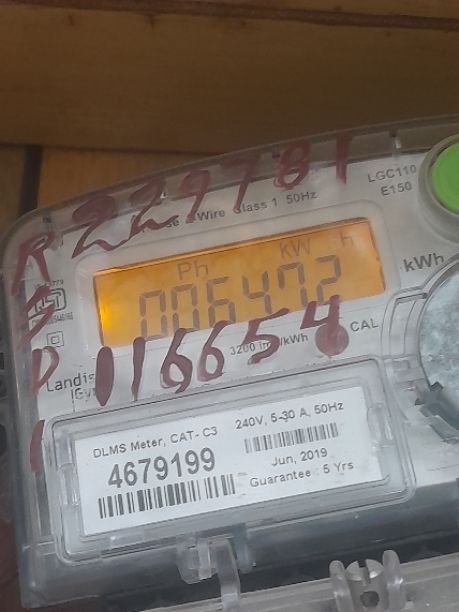 229781
LGC110
E150
Wire Class 1 50Hz
kW h
Ph
kWh
006472
3200 imp/kWh
CAL
116654
Landis
DLMS Meter, CAT- C3
240V, 5-30 A, 50Hz
4679199
Jun, 2019
Guarantee : 5 Yrs